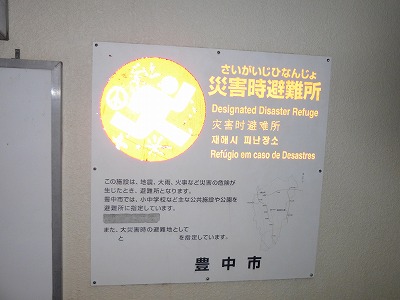 さいがいじひなんじょ
災害時避難所
Designated Disaster Refuge
灾害时避难所
재해시 피난장소
Refúgio em caso de Desastres
この施設は、地震、大雨、火事など災害の危険が
生じたとき、避難所となります。
豊中市では、小中学校など主な公共施設や公園を
避難所に指定しています。
また、大災害時の避難地として
と を指定しています。
豊中市